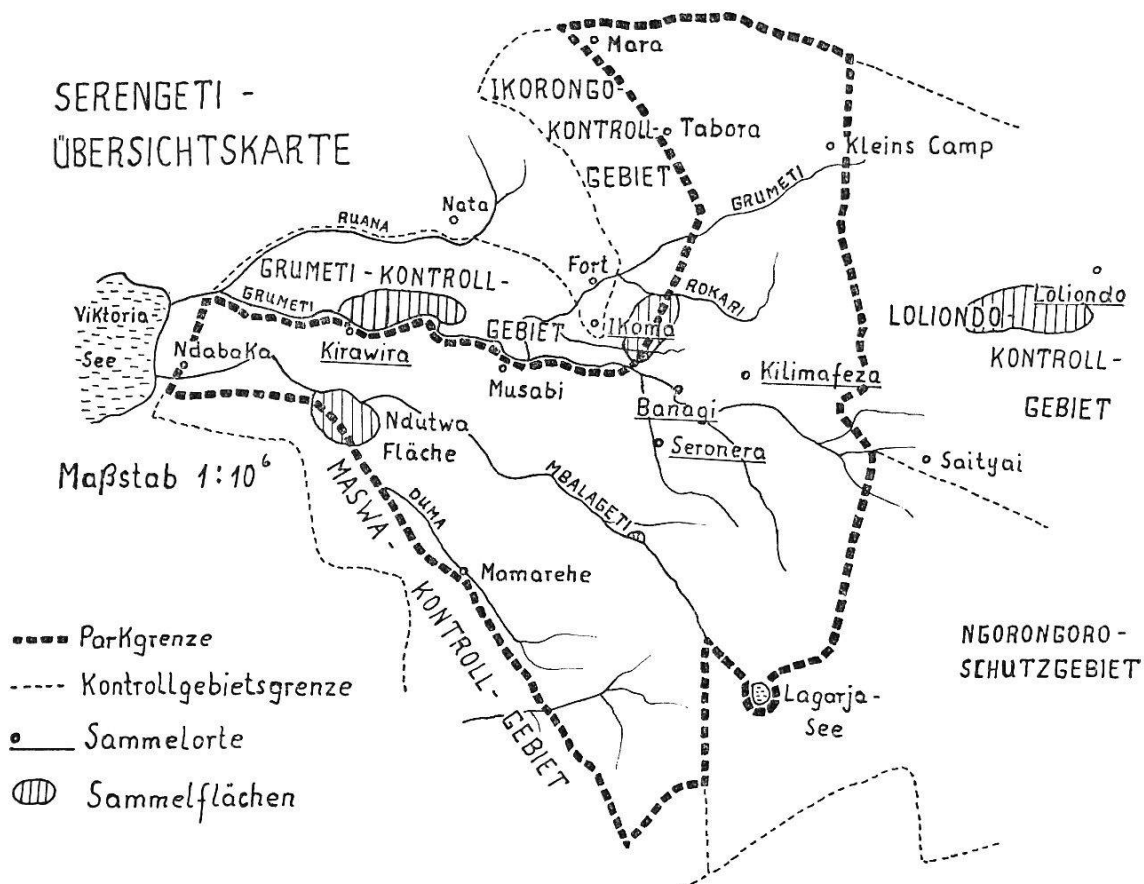 SERENGETI -
ÜBERSICHTSKARTE
Mara
IKORONGO-
KONTROLL-
GEBIET
Tabora
Kleins Camp
GRUMETI
Nata
RUANA
Fort
Ikoma
ROKARI
GRUMETI - KONTROLL-
GEBIET
GRUMETI
Viktoria
See
Ndabaka
Kirawira
Musabi
Banagi
Kilimafeza
Seronera
Loliondo
LOLIONDO-
KONTROLL-
GEBIET
Saityai
Ndutwa
Fläche
Maßstab 1:10⁶
MASWA-
KONTROLL-
GEBIET
DUMA
MBALAGETI
Mamarehe
NGORONGORO-
SCHUTZGEBIET
Lagarja-
See
Parkgrenze
Kontrollgebietsgrenze
Sammelorte
Sammelflächen